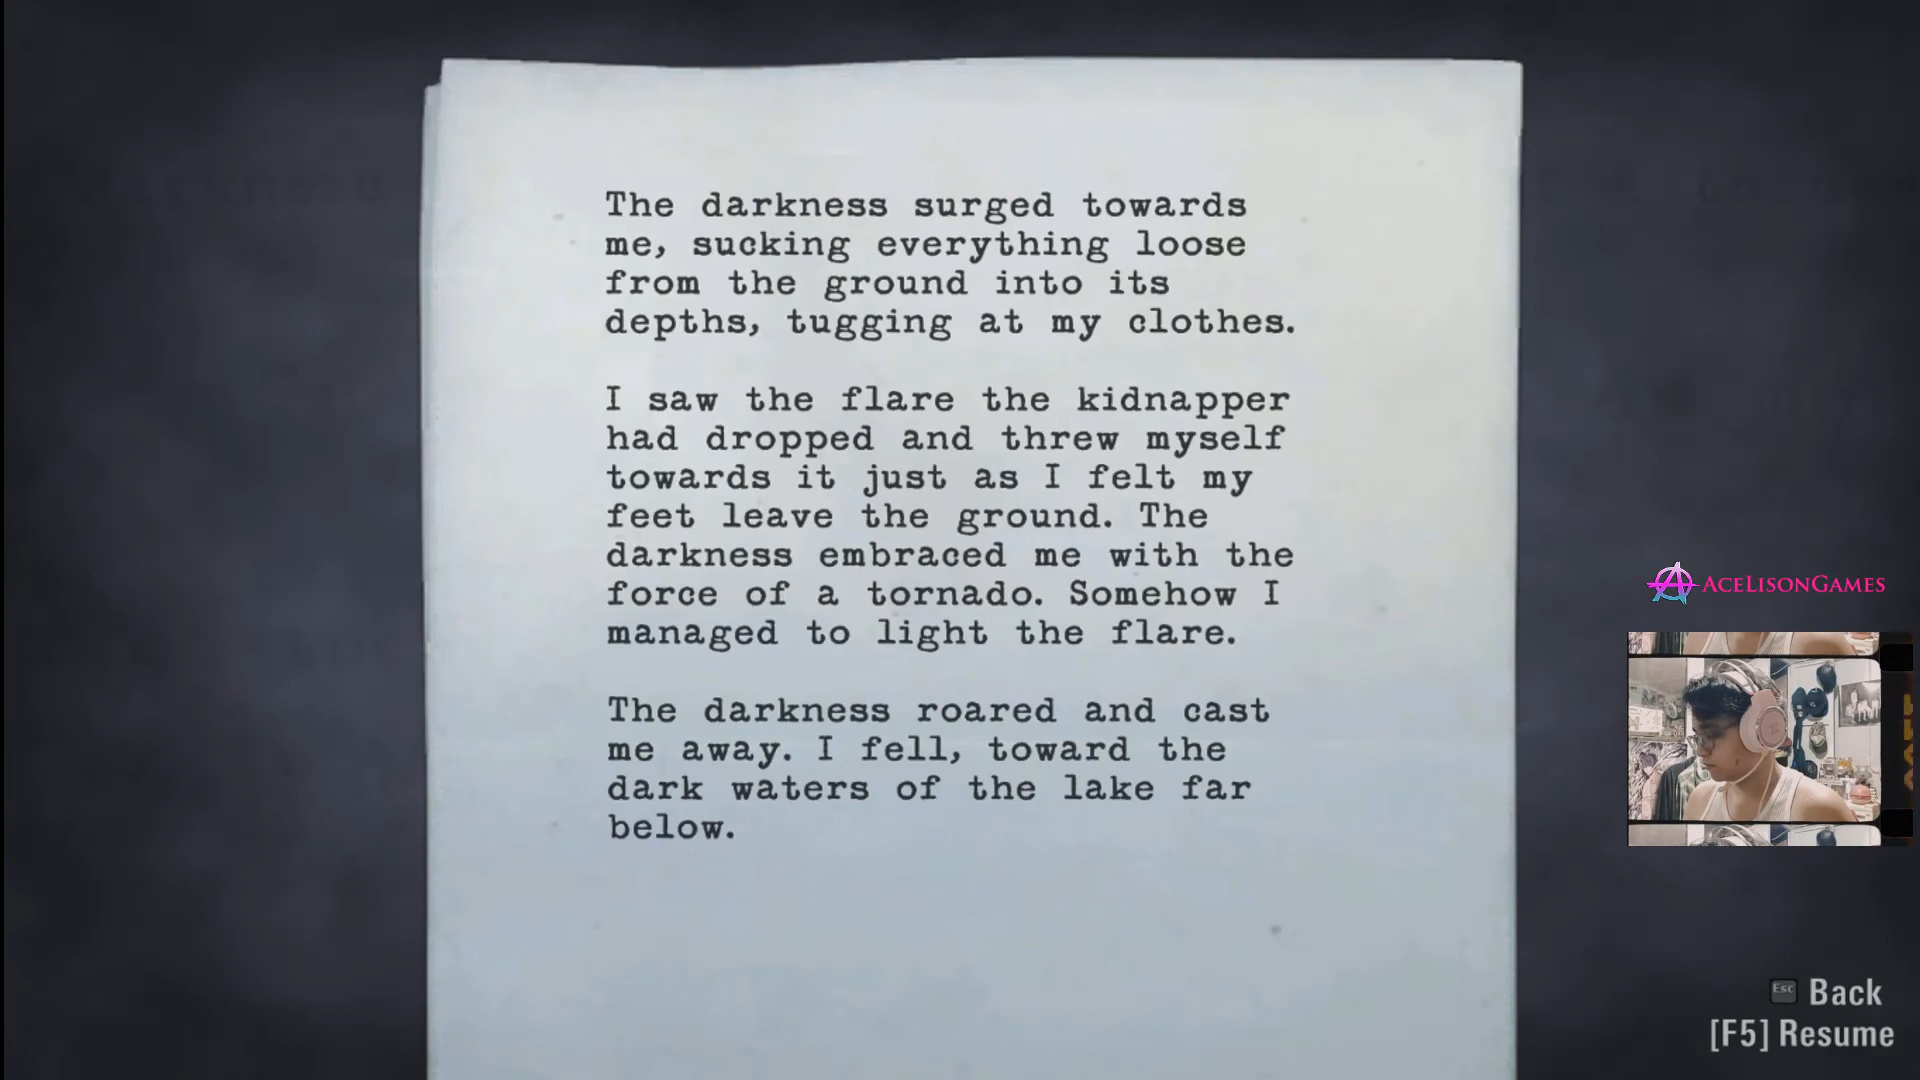 The darkness surged towards
me, sucking everything loose
from the ground into its
depths, tugging at my clothes.
I saw the flare the kidnapper
had dropped and threw myself
towards it just as I felt my
feet leave the ground. The
darkness embraced me with the
force of a tornado. Somehow I
managed to light the flare.
The darkness roared and cast
me away. I fell, toward the
dark waters of the lake far
below.
ACELISONGAMES
Esc Back
[F5] Resume